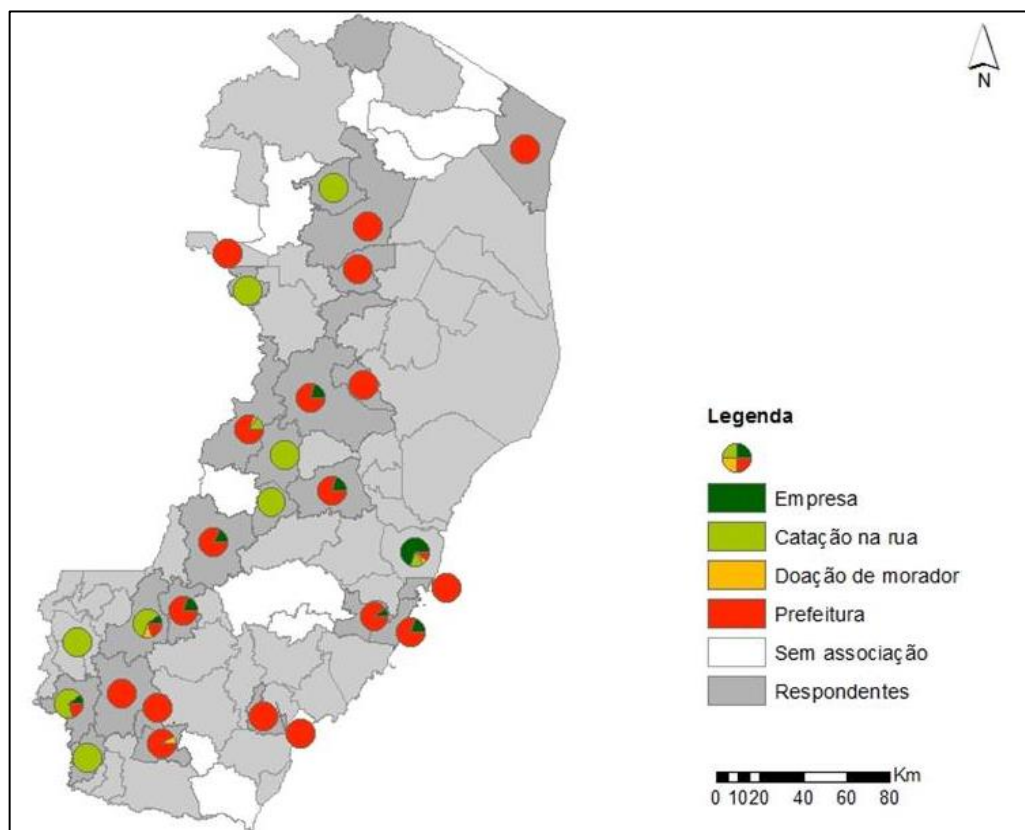 N
Legenda
Empresa
Catação na rua
Doação de morador
Prefeitura
Sem associação
Respondentes
Km
0 10 20 40 60 80